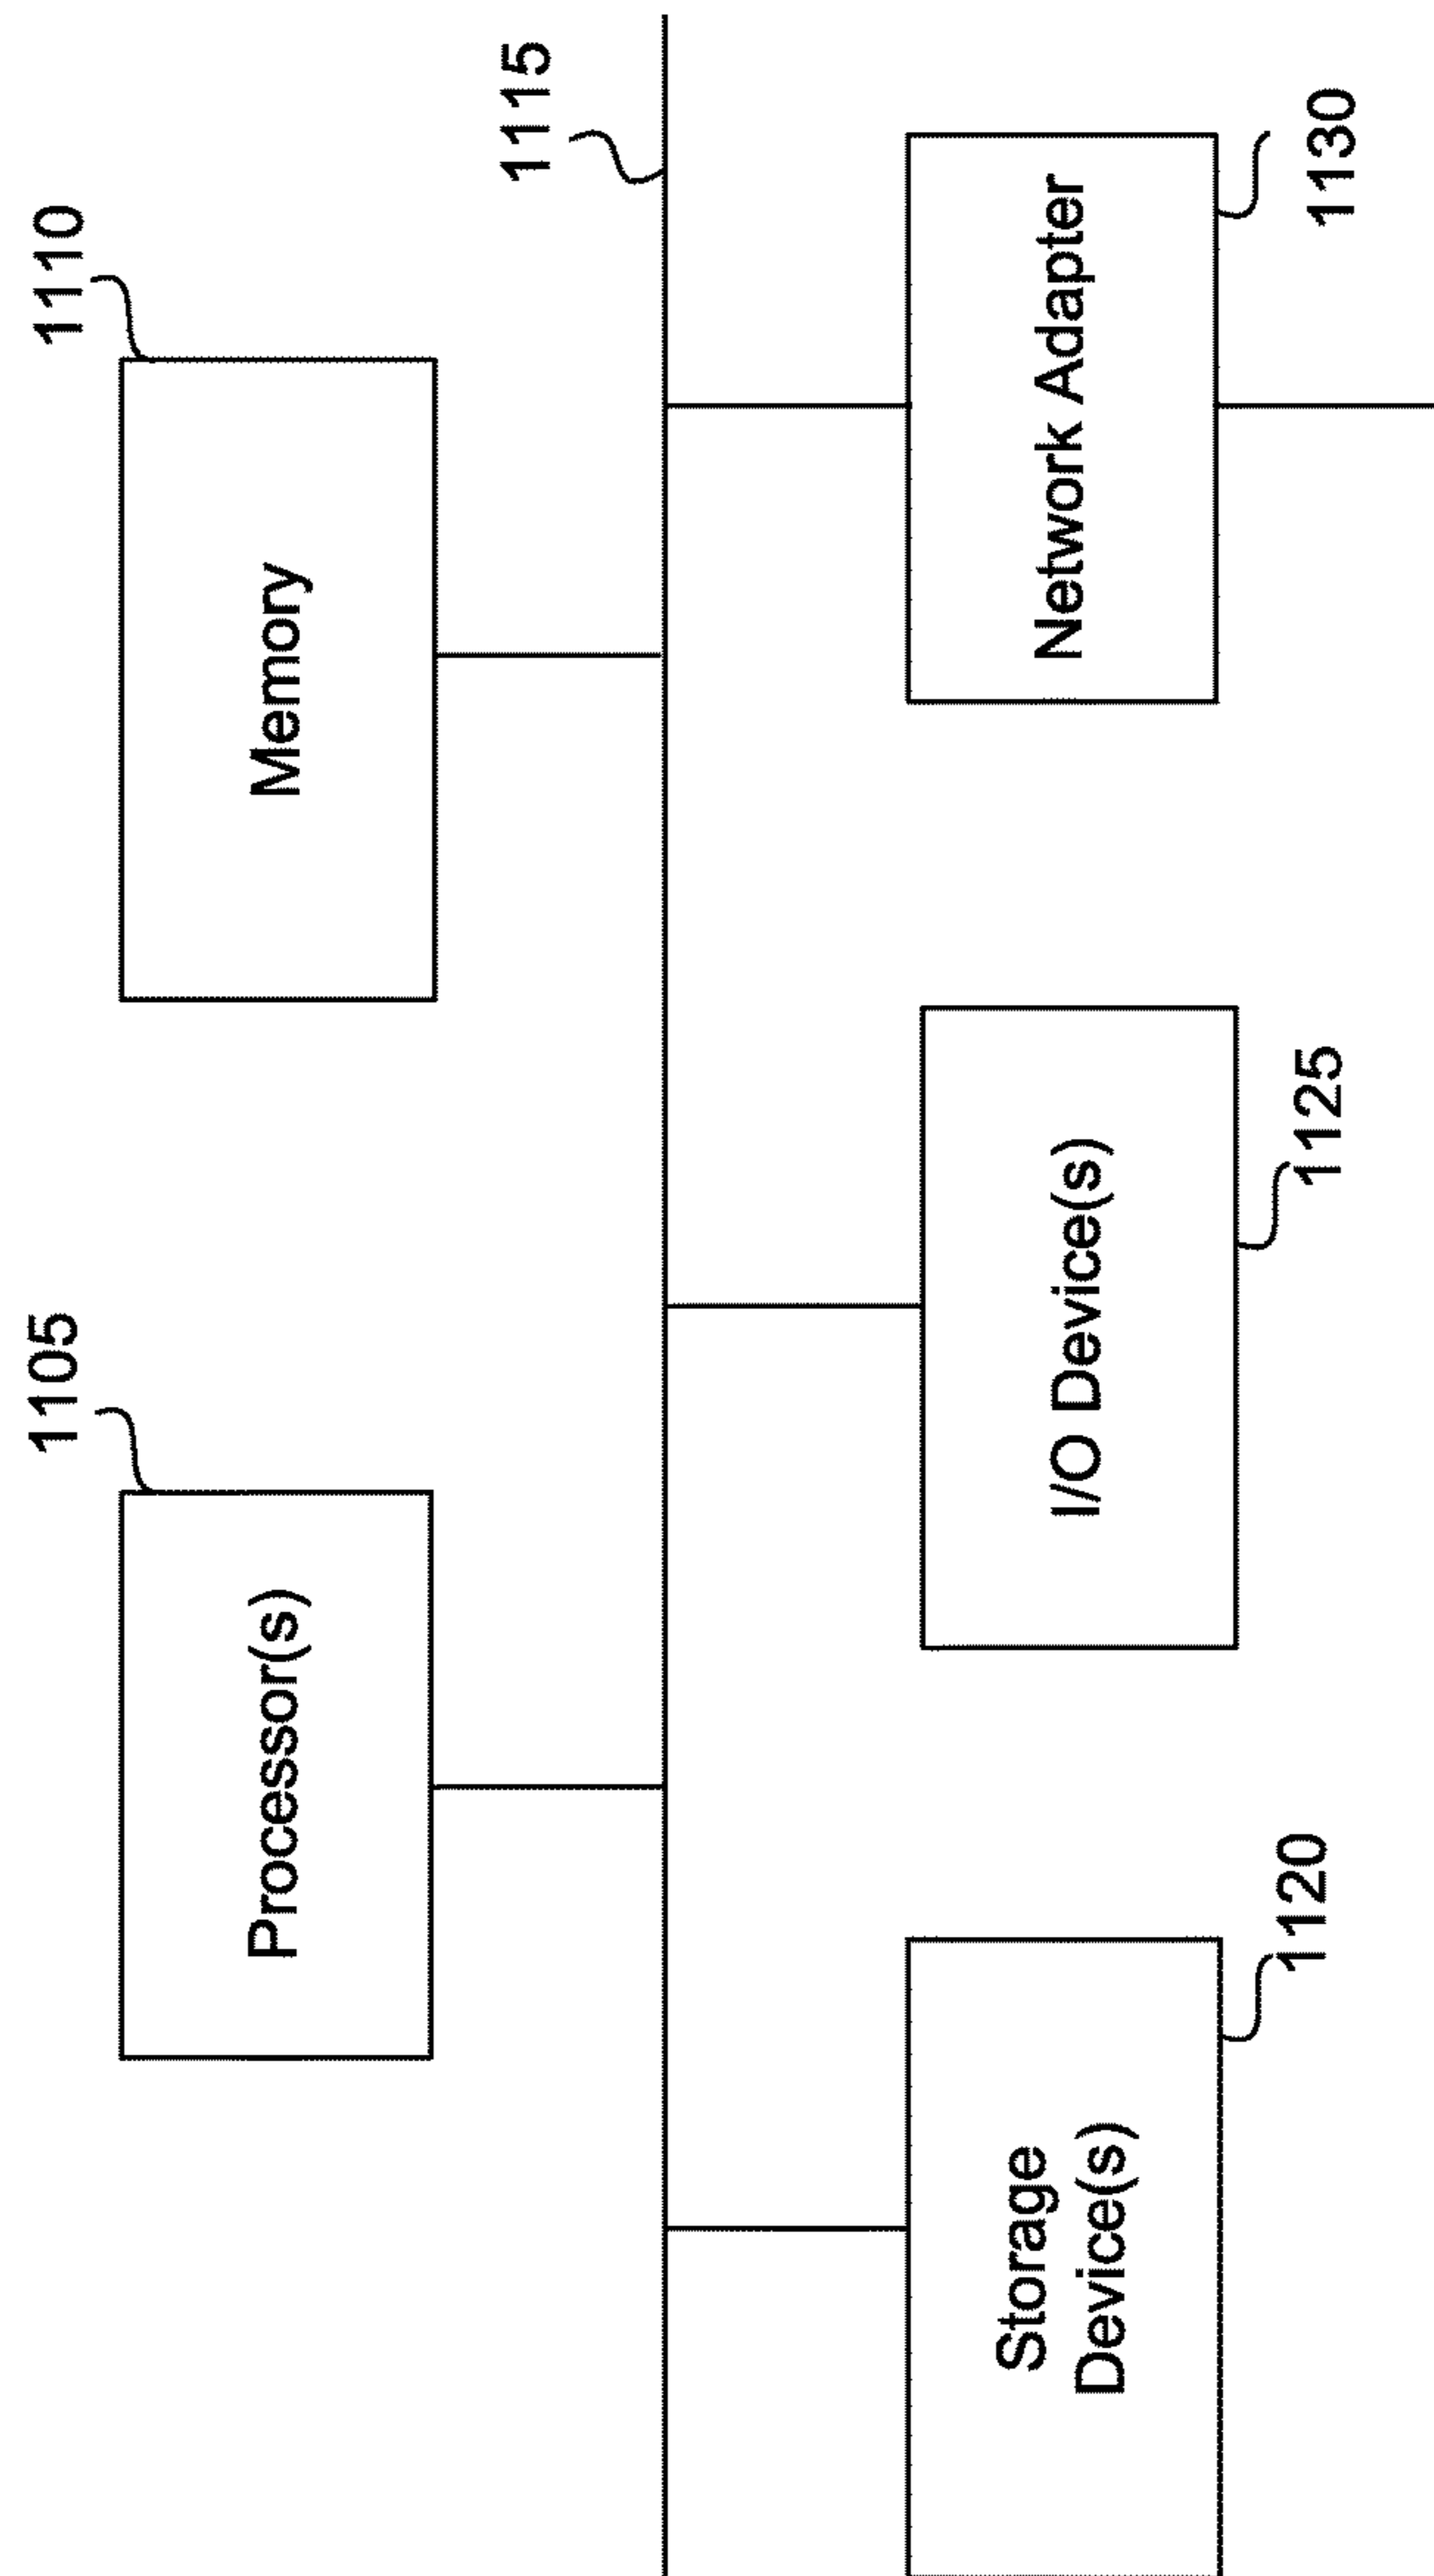 1105
1110
Processor(s)
Memory
1115
Storage
Device(s)
I/O Device(s)
Network Adapter
1120
1125
1130